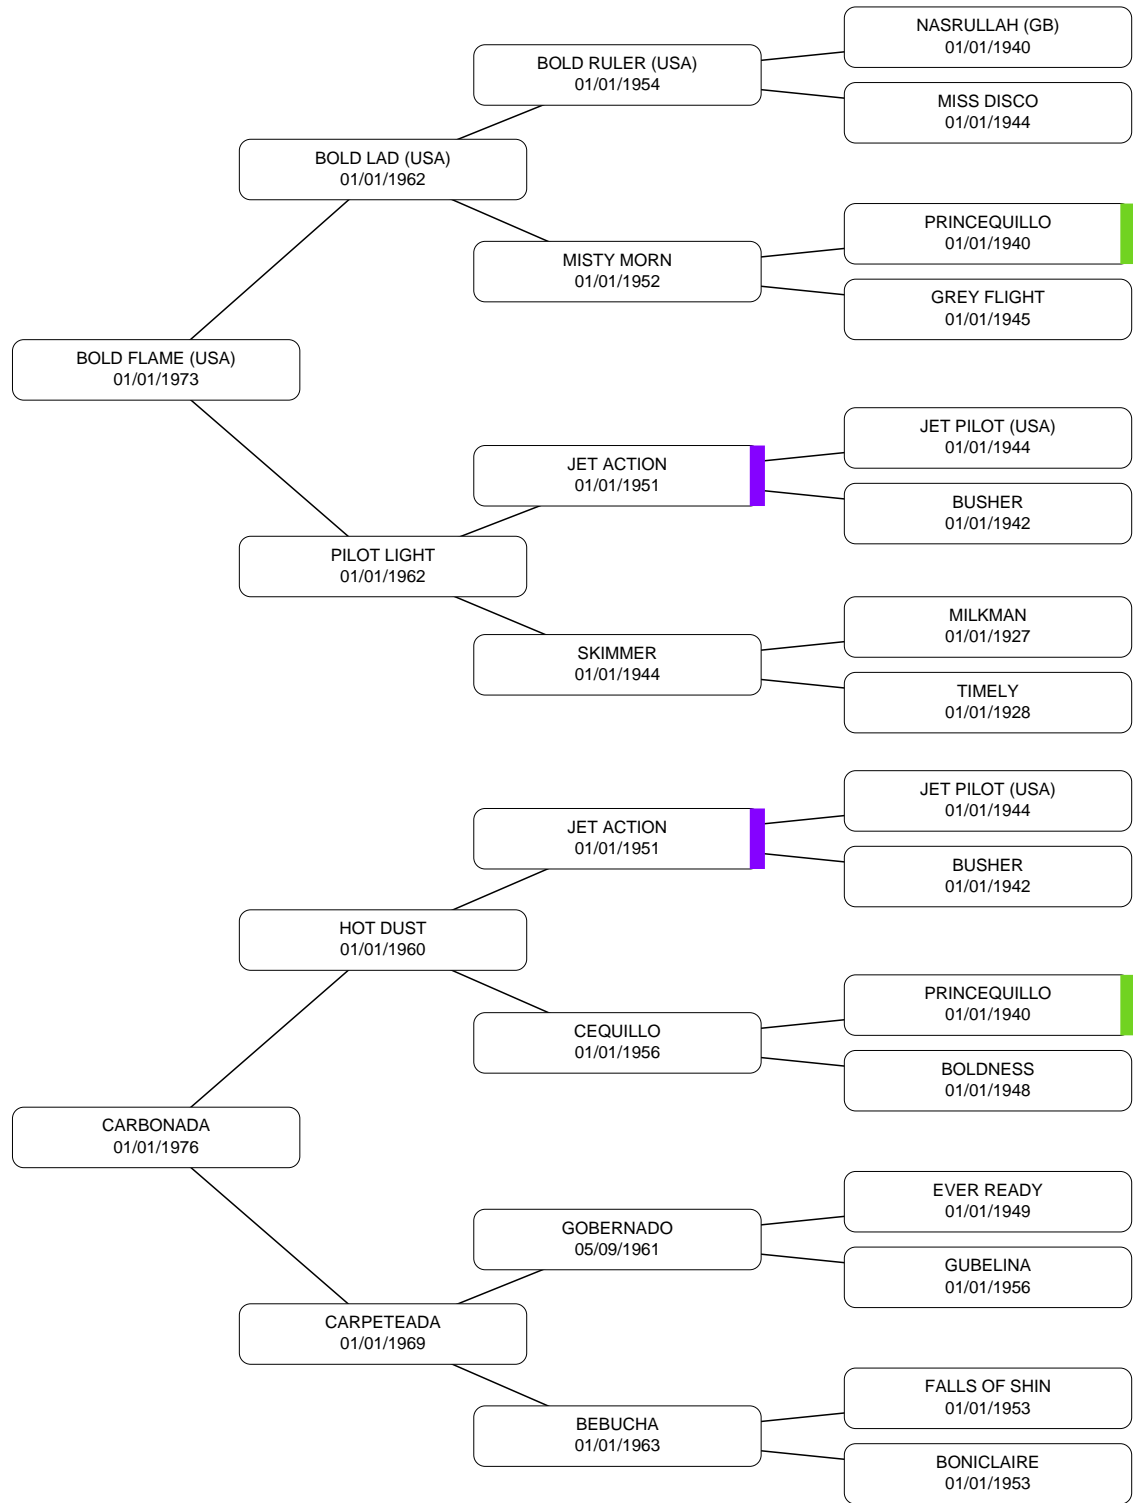 NASRULLAH (GB)
01/01/1940
BOLD RULER (USA)
01/01/1954
MISS DISCO
01/01/1944
BOLD LAD (USA)
01/01/1962
PRINCEQUILLO
01/01/1940
MISTY MORN
01/01/1952
GREY FLIGHT
01/01/1945
BOLD FLAME (USA)
01/01/1973
JET PILOT (USA)
01/01/1944
JET ACTION
01/01/1951
BUSHER
01/01/1942
PILOT LIGHT
01/01/1962
MILKMAN
01/01/1927
SKIMMER
01/01/1944
TIMELY
01/01/1928
JET PILOT (USA)
01/01/1944
JET ACTION
01/01/1951
BUSHER
01/01/1942
HOT DUST
01/01/1960
PRINCEQUILLO
01/01/1940
CEQUILLO
01/01/1956
BOLDNESS
01/01/1948
CARBONADA
01/01/1976
EVER READY
01/01/1949
GOBERNADO
05/09/1961
GUBELINA
01/01/1956
CARPETEADA
01/01/1969
FALLS OF SHIN
01/01/1953
BEBUCHA
01/01/1963
BONICLAIRE
01/01/1953